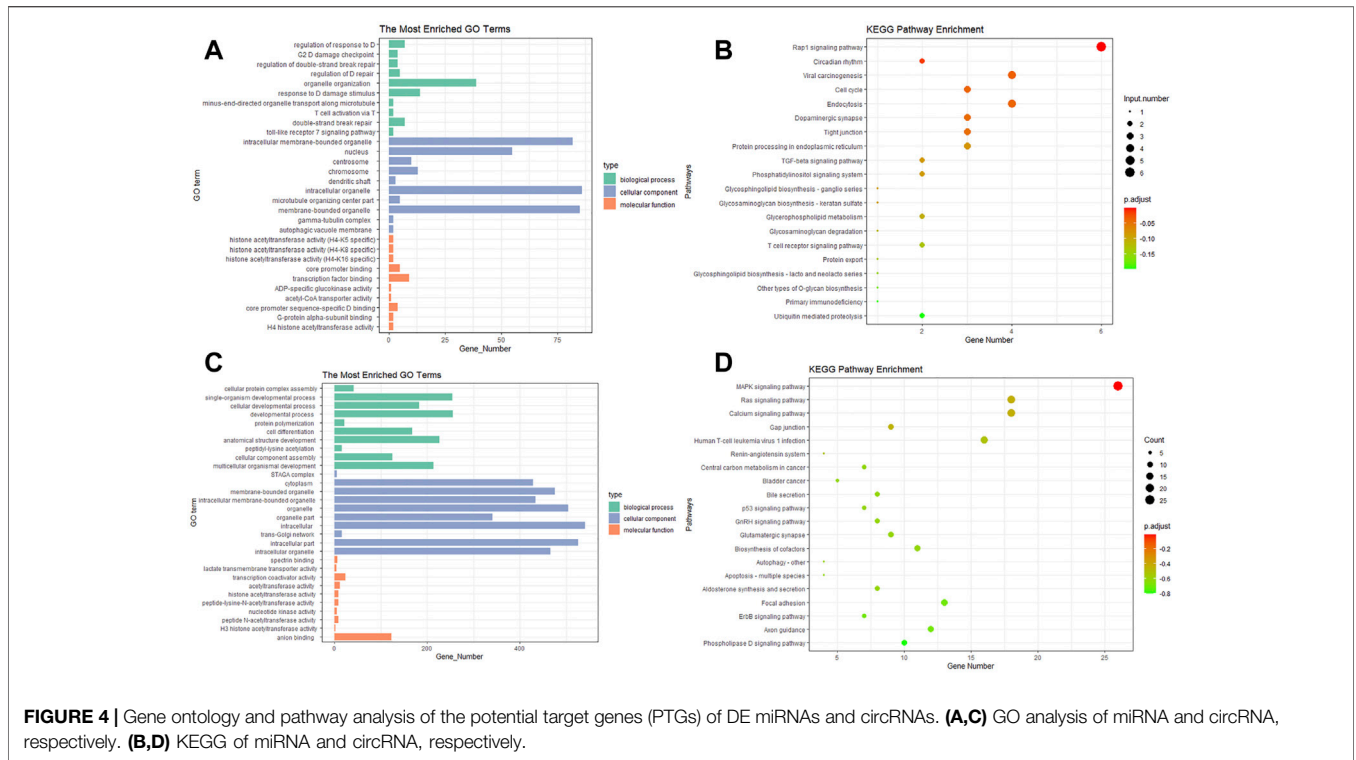 A
The Most Enriched GO Terms
GO term
regulation of response to D
G2 D damage checkpoint
regulation of double-strand break repair
regulation of D repair
organelle organization
response to D damage stimulus
minus-end-directed organelle transport along microtubule
T cell activation via T
double-strand break repair
toll-like receptor 7 signaling pathway
intracellular membrane-bounded organelle
nucleus
centrosome
chromosome
dendritic shaft
intracellular organelle
microtubule organizing center part
membrane-bounded organelle
gamma-tubulin complex
autophagic vacuole membrane
histone acetyltransferase activity (H4-K5 specific)
histone acetyltransferase activity (H4-K8 specific)
histone acetyltransferase activity (H4-K16 specific)
core promoter binding
transcription factor binding
ADP-specific glucokinase activity
acetyl-CoA transporter activity
core promoter sequence-specific D binding
G-protein alpha-subunit binding
H4 histone acetyltransferase activity
0 25 50 75
Gene_Number
type
biological process
cellular component
molecular function
B
KEGG Pathway Enrichment
Pathways
Rap1 signaling pathway
Circadian rhythm
Viral carcinogenesis
Cell cycle
Endocytosis
Dopaminergic synapse
Tight junction
Protein processing in endoplasmic reticulum
TGF-beta signaling pathway
Phosphatidylinositol signaling system
Glycosphingolipid biosynthesis - ganglio series
Glycosaminoglycan biosynthesis - keratan sulfate
Glycerophospholipid metabolism
Glycosaminoglycan degradation
T cell receptor signaling pathway
Protein export
Glycosphingolipid biosynthesis - lacto and neolacto series
Other types of O-glycan biosynthesis
Primary immunodeficiency
Ubiquitin mediated proteolysis
2 4 6
Gene Number
Input.number
1
2
3
4
5
6
p.adjust
-0.05
-0.10
-0.15
C
The Most Enriched GO Terms
GO term
cellular protein complex assembly
single-organism developmental process
cellular developmental process
developmental process
protein polymerization
cell differentiation
anatomical structure development
peptidyl-lysine acetylation
cellular component assembly
multicellular organismal development
STAGA complex
cytoplasm
membrane-bounded organelle
intracellular membrane-bounded organelle
organelle
organelle part
intracellular
trans-Golgi network
intracellular part
intracellular organelle
spectrin binding
lactate transmembrane transporter activity
transcription coactivator activity
acetyltransferase activity
histone acetyltransferase activity
peptide-lysine-N-acetyltransferase activity
nucleotide kinase activity
peptide N-acetyltransferase activity
H3 histone acetyltransferase activity
anion binding
0 200 400
Gene_Number
type
biological process
cellular component
molecular function
D
KEGG Pathway Enrichment
Pathways
MAPK signaling pathway
Ras signaling pathway
Calcium signaling pathway
Gap junction
Human T-cell leukemia virus 1 infection
Renin-angiotensin system
Central carbon metabolism in cancer
Bladder cancer
Bile secretion
p53 signaling pathway
GnRH signaling pathway
Glutamatergic synapse
Biosynthesis of cofactors
Autophagy - other
Apoptosis - multiple species
Aldosterone synthesis and secretion
Focal adhesion
ErbB signaling pathway
Axon guidance
Phospholipase D signaling pathway
5 10 15 20 25
Gene Number
Count
5
10
15
20
25
p.adjust
-0.2
-0.4
-0.6
-0.8
FIGURE 4 | Gene ontology and pathway analysis of the potential target genes (PTGs) of DE miRNAs and circRNAs. (A,C) GO analysis of miRNA and circRNA,
respectively. (B,D) KEGG of miRNA and circRNA, respectively.